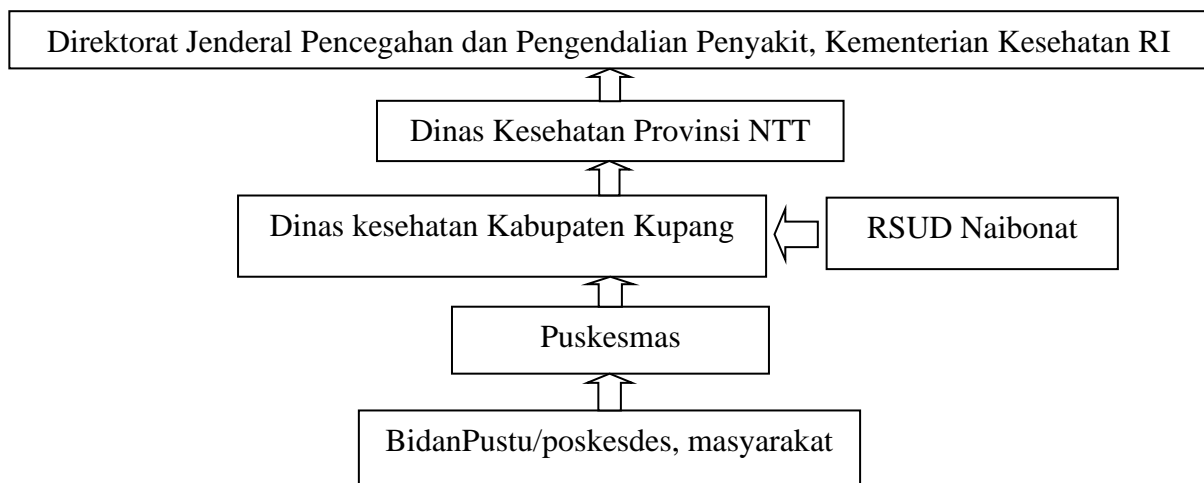 Direktorat Jenderal Pencegahan dan Pengendalian Penyakit, Kementerian Kesehatan RI
Dinas Kesehatan Provinsi NTT
Dinas kesehatan Kabupaten Kupang
RSUD Naibonat
Puskesmas
BidanPustu/poskesdes, masyarakat